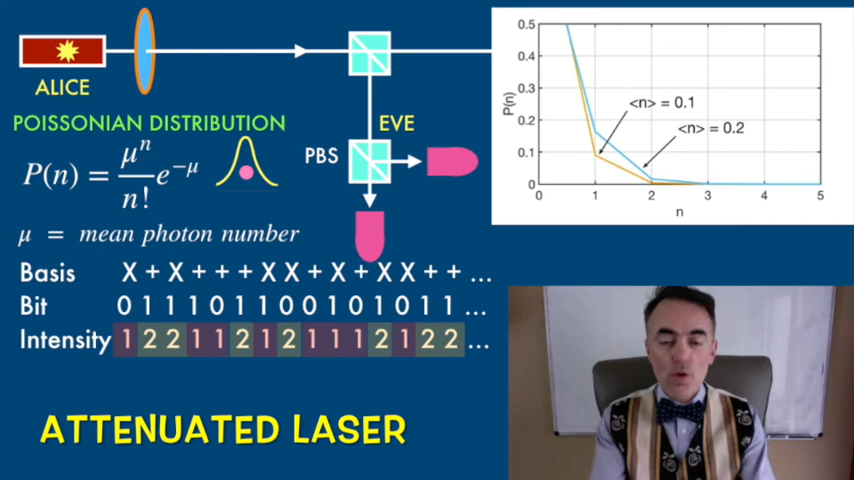 ALICE
POISSONIAN DISTRIBUTION
EVE
PBS
P(n) = μⁿ/n! e^−μ
μ = mean photon number
Basis X + X + + + X X + X + X X + + ...
Bit 0 1 1 1 0 1 1 0 0 1 0 1 0 1 1 ...
Intensity 1 2 2 1 1 2 1 2 1 1 1 2 1 2 2 ...
ATTENUATED LASER
0.5
0.4
0.3
0.2
0.1
0
P(n)
<n> = 0.1
<n> = 0.2
0 1 2 3 4 5
n